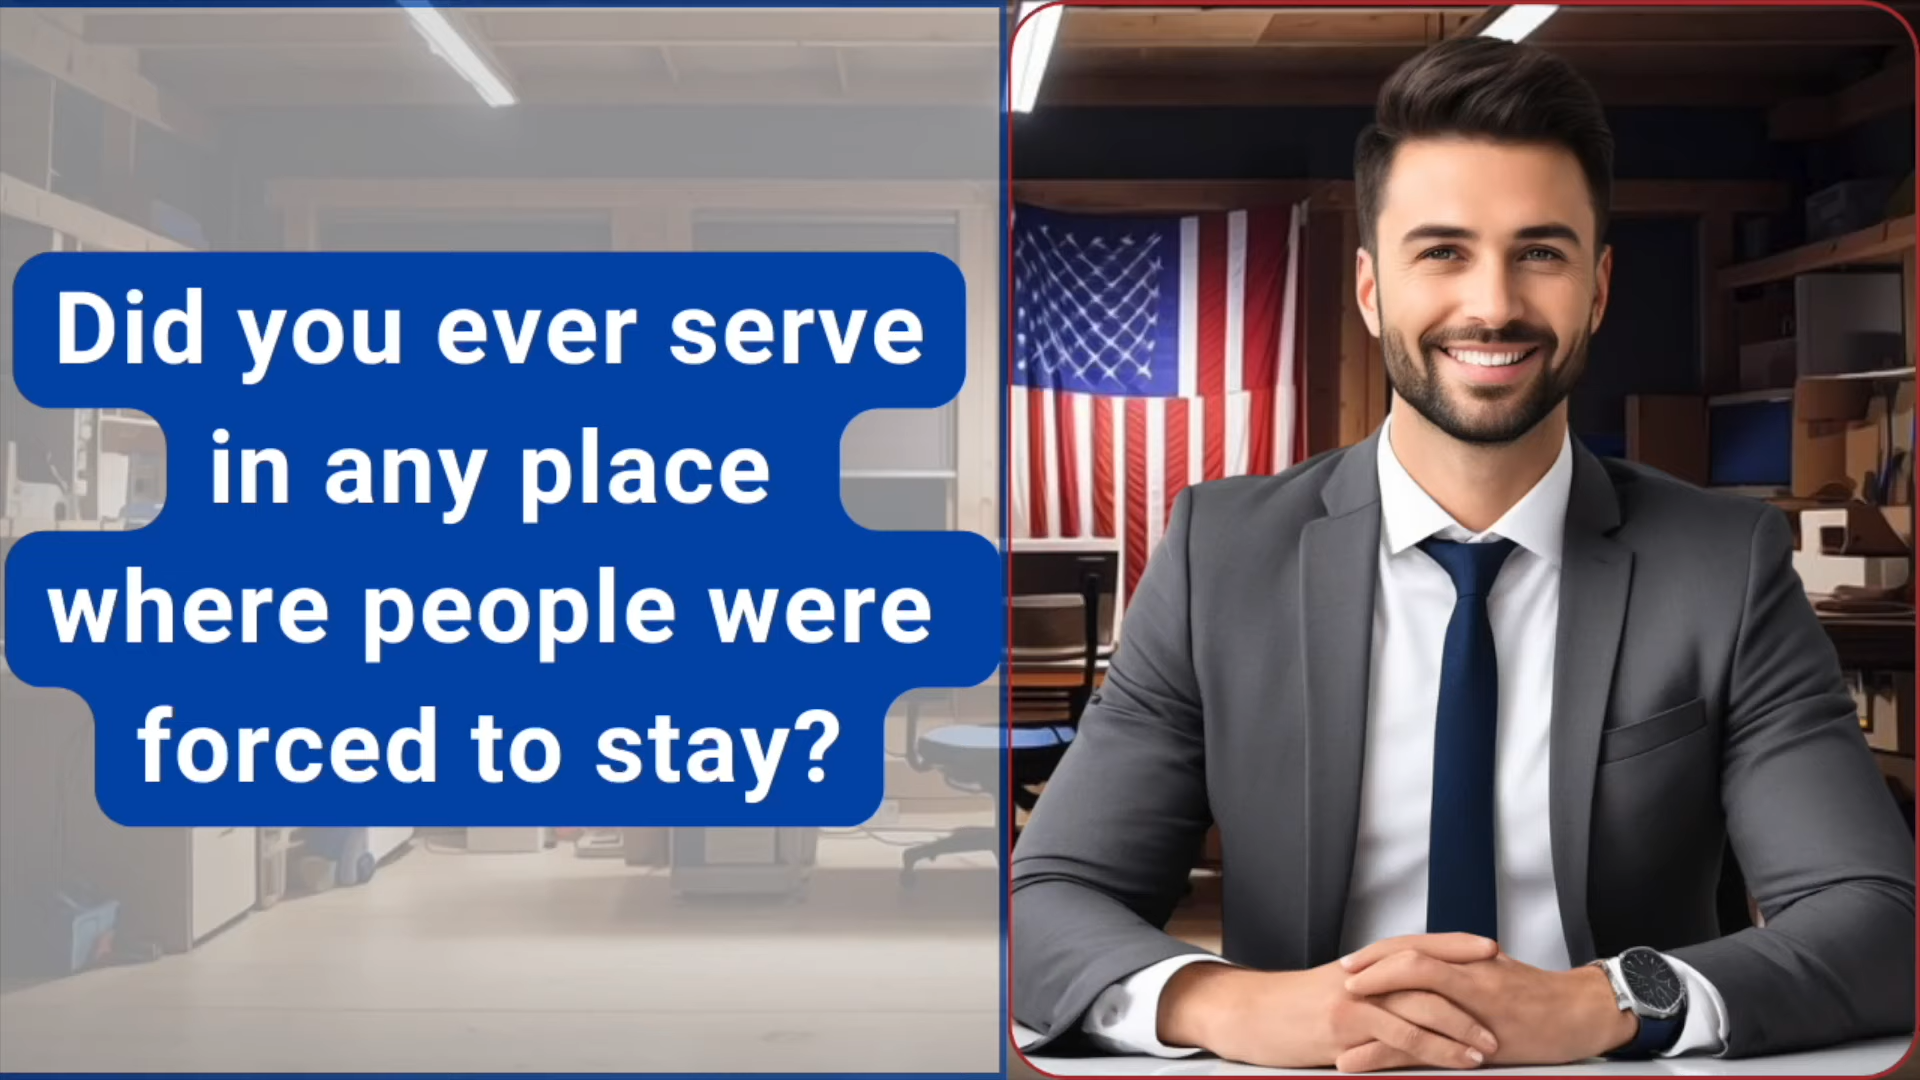 Did you ever serve
in any place
where people were
forced to stay?